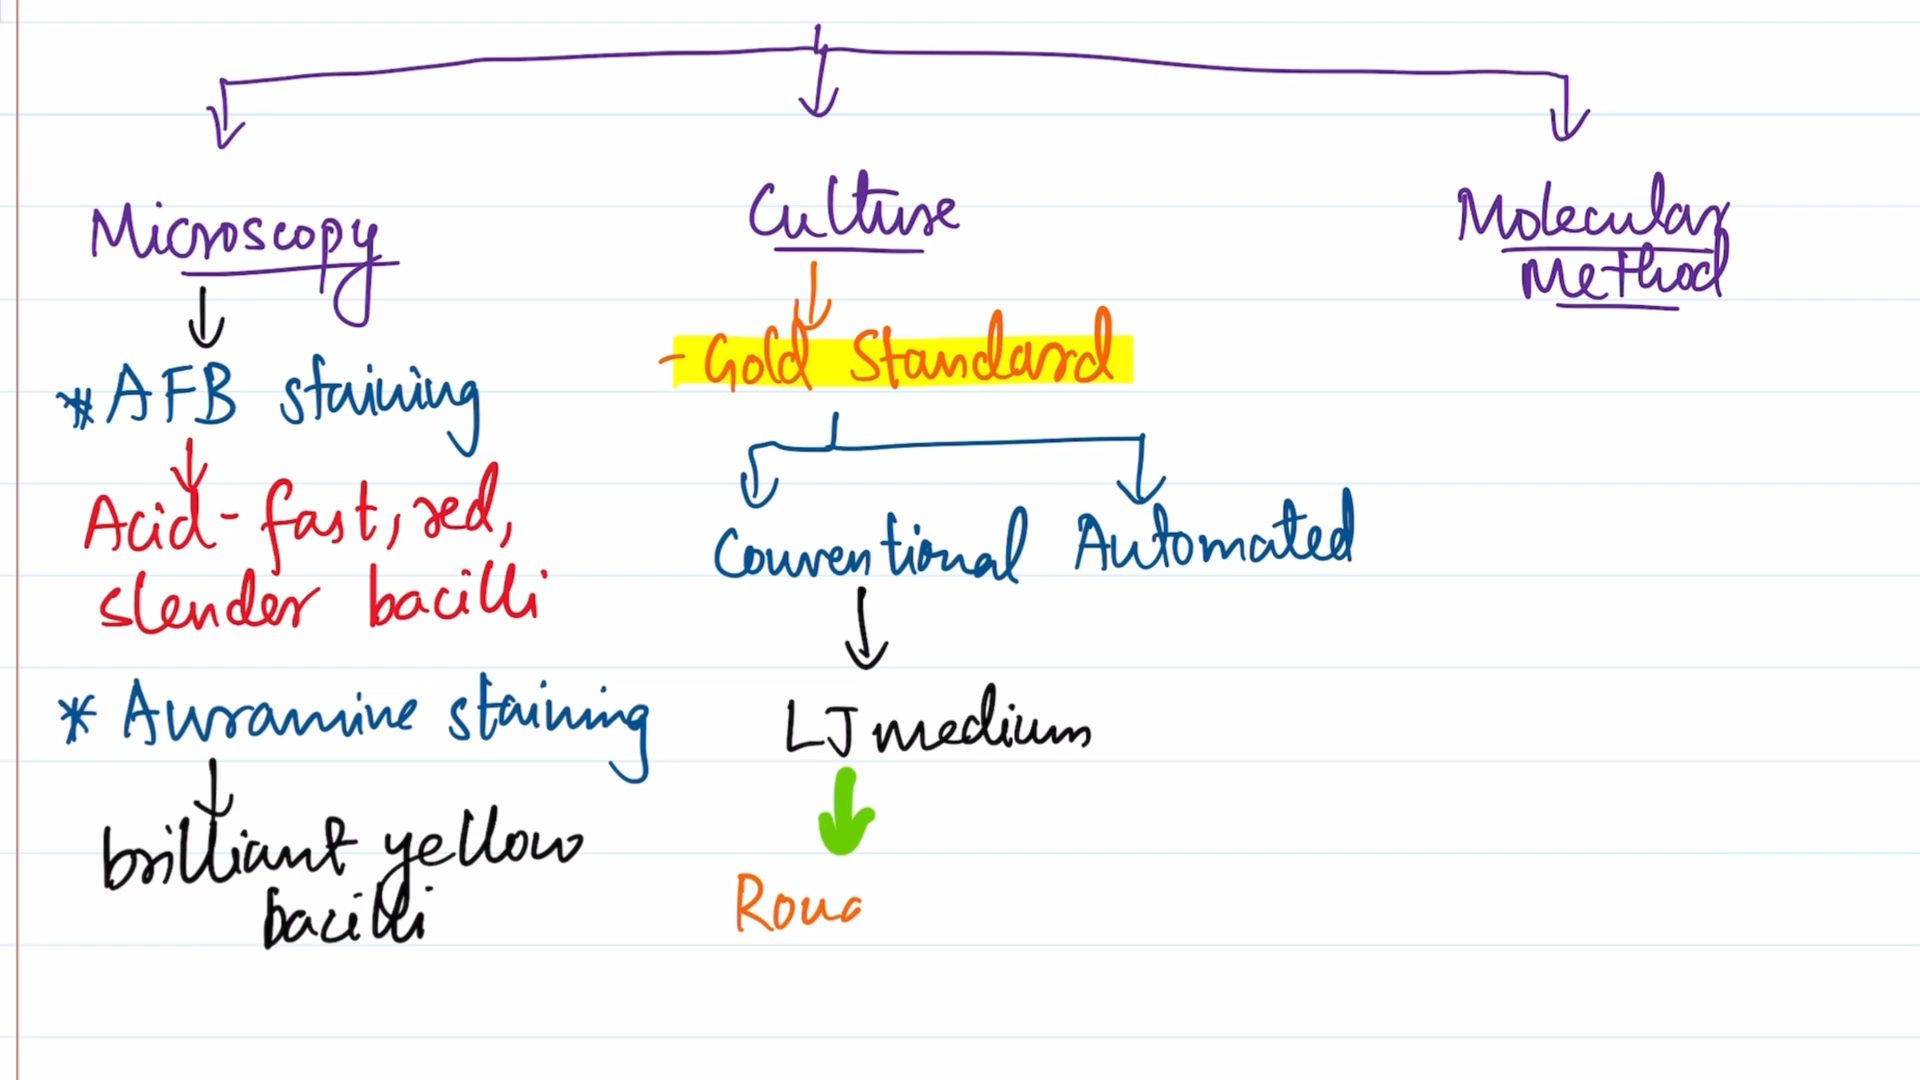 Microscopy
Culture
Molecular
Method
- Gold Standard
* AFB staining
Acid-fast, red,
slender bacilli
Conventional
Automated
* Auramine staining
LJ medium
brilliant yellow
bacilli